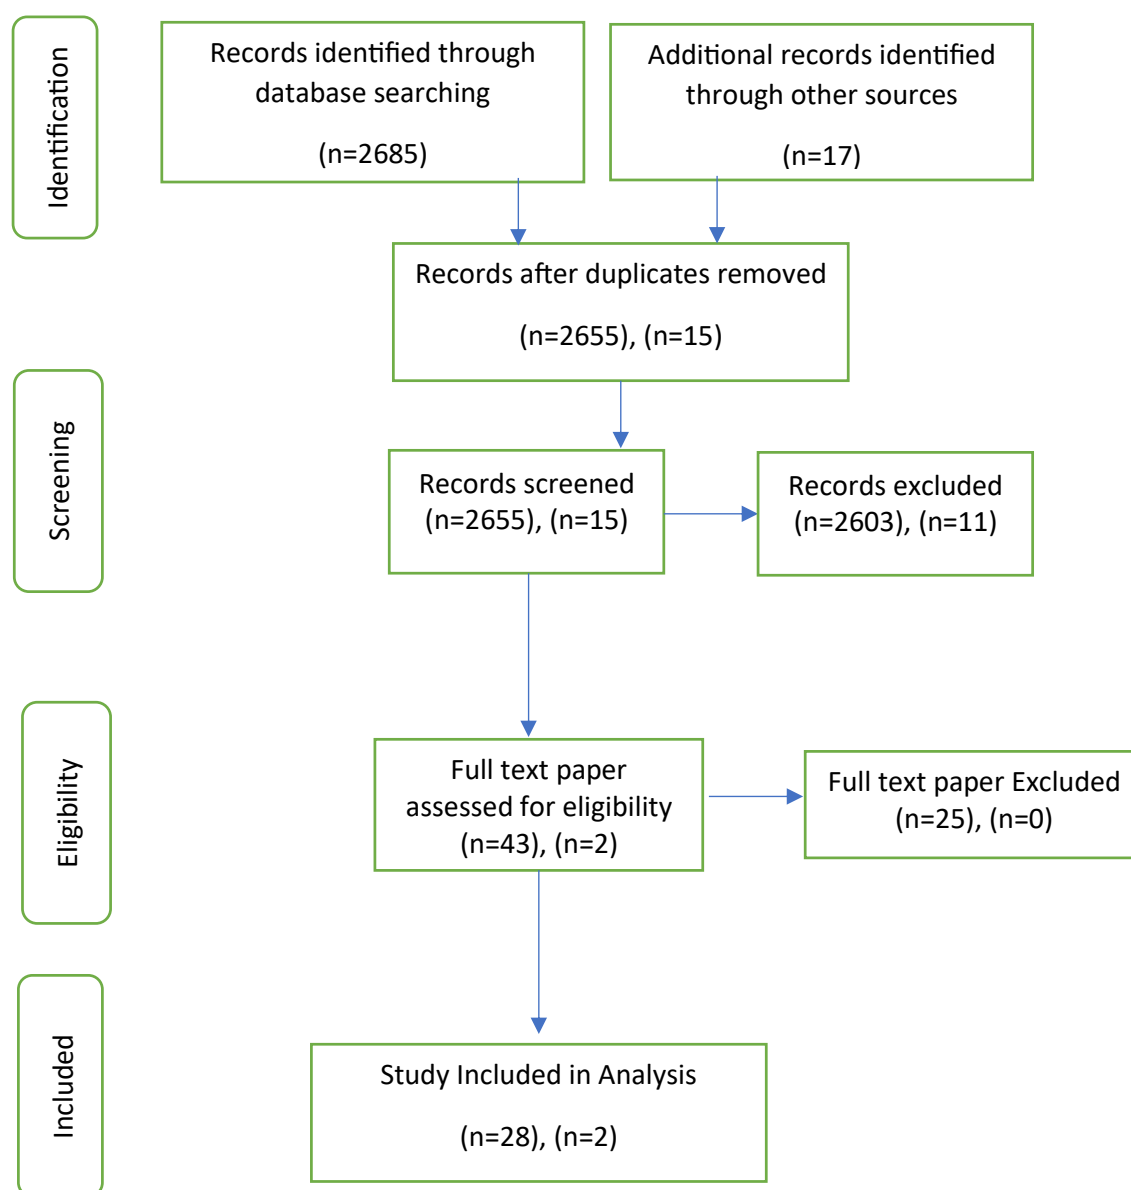 Identification
Records identified through
database searching
(n=2685)
Additional records identified
through other sources
(n=17)
Records after duplicates removed
(n=2655), (n=15)
Screening
Records screened
(n=2655), (n=15)
Records excluded
(n=2603), (n=11)
Eligibility
Full text paper
assessed for eligibility
(n=43), (n=2)
Full text paper Excluded
(n=25), (n=0)
Included
Study Included in Analysis
(n=28), (n=2)